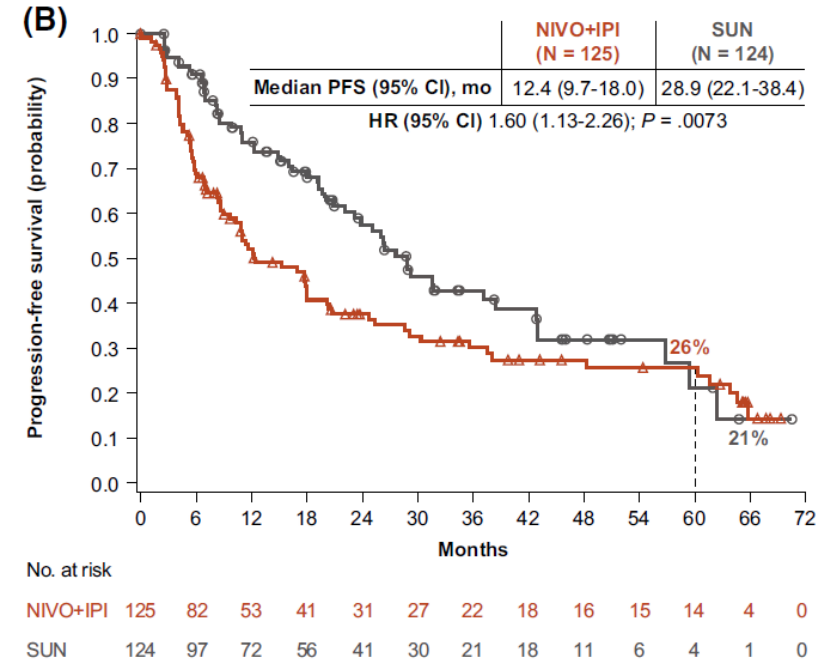 (B)
NIVO+IPI SUN
(N = 125) (N = 124)
Median PFS (95% CI), mo 12.4 (9.7-18.0) 28.9 (22.1-38.4)
HR (95% CI) 1.60 (1.13-2.26); P = .0073
Progression-free survival (probability)
1.0
0.9
0.8
0.7
0.6
0.5
0.4
0.3
0.2
0.1
0.0
26%
21%
0 6 12 18 24 30 36 42 48 54 60 66 72
Months
No. at risk
NIVO+IPI 125 82 53 41 31 27 22 18 16 15 14 4 0
SUN 124 97 72 56 41 30 21 18 11 6 4 1 0